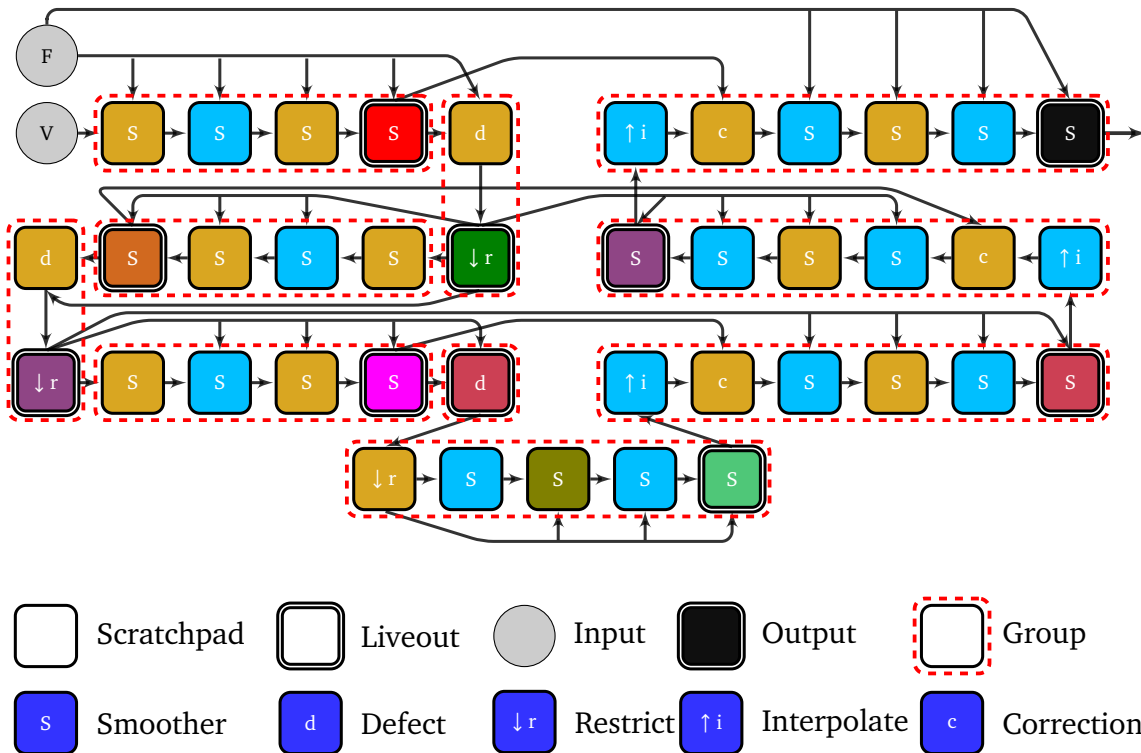 F
V S S S S d ↑ i c S S S S
d S S S S ↓ r S S S S c ↑ i
↓ r S S S S d ↑ i c S S S S
↓ r S S S S
Scratchpad Liveout Input Output Group
S Smoother d Defect ↓ r Restrict ↑ i Interpolate c Correction